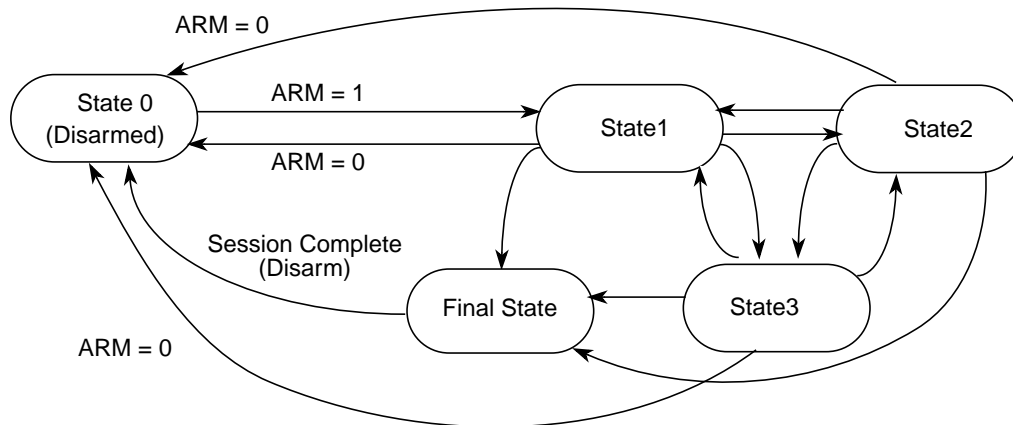 ARM = 0
State 0
(Disarmed)
ARM = 1
ARM = 0
State1
State2
Session Complete
(Disarm)
Final State
State3
ARM = 0